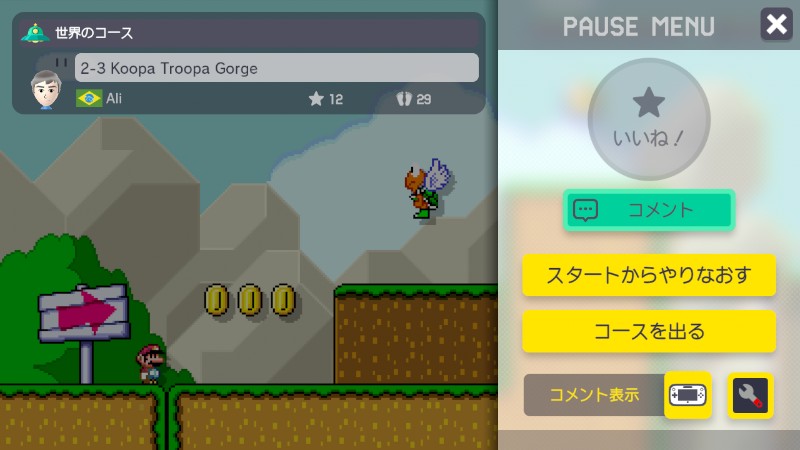 世界のコース
2-3 Koopa Troopa Gorge
Ali
12
29
PAUSE MENU
いいね！
コメント
スタートからやりなおす
コースを出る
コメント表示